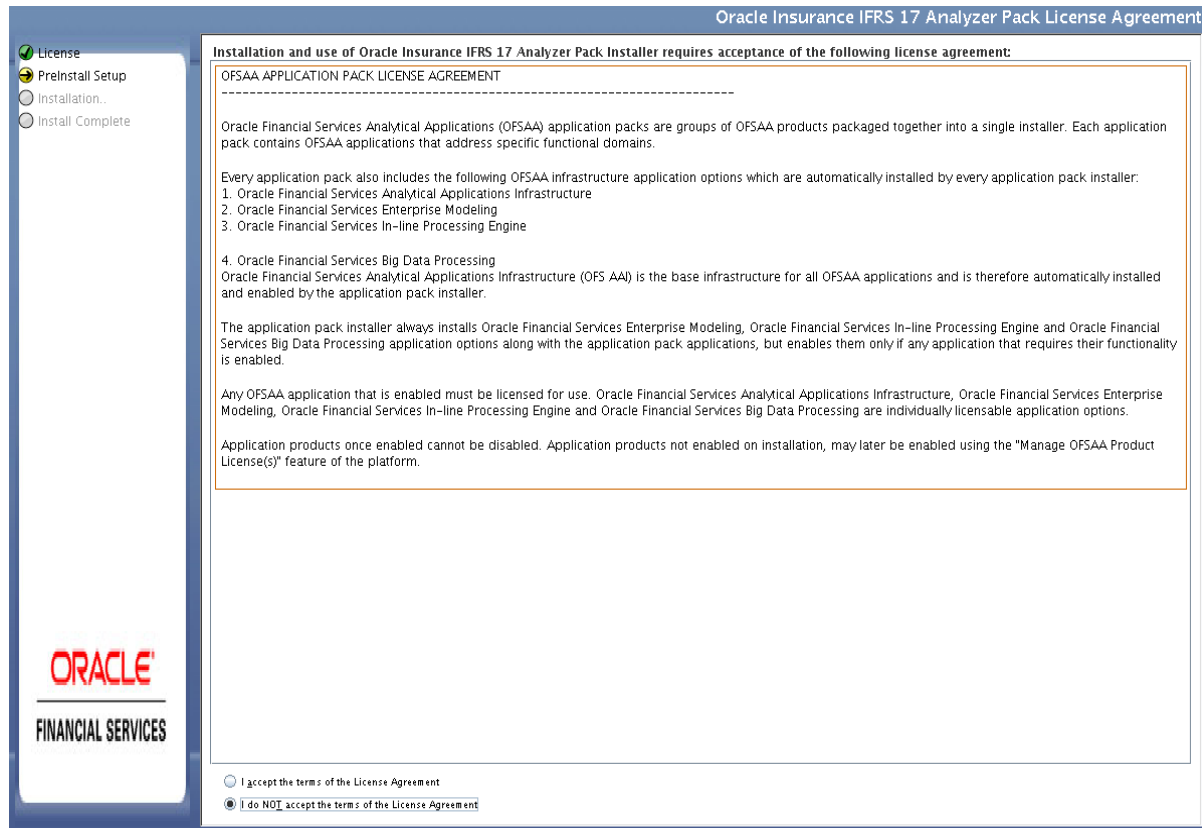 Oracle Insurance IFRS 17 Analyzer Pack License Agreement
License
PreInstall Setup
Installation..
Install Complete
ORACLE
FINANCIAL SERVICES
Installation and use of Oracle Insurance IFRS 17 Analyzer Pack Installer requires acceptance of the following license agreement:
OFSAA APPLICATION PACK LICENSE AGREEMENT
-------------------------------------------------------------------------
Oracle Financial Services Analytical Applications (OFSAA) application packs are groups of OFSAA products packaged together into a single installer. Each application
pack contains OFSAA applications that address specific functional domains.
Every application pack also includes the following OFSAA infrastructure application options which are automatically installed by every application pack installer:
1. Oracle Financial Services Analytical Applications Infrastructure
2. Oracle Financial Services Enterprise Modeling
3. Oracle Financial Services In-line Processing Engine
4. Oracle Financial Services Big Data Processing
Oracle Financial Services Analytical Applications Infrastructure (OFS AAI) is the base infrastructure for all OFSAA applications and is therefore automatically installed
and enabled by the application pack installer.
The application pack installer always installs Oracle Financial Services Enterprise Modeling, Oracle Financial Services In-line Processing Engine and Oracle Financial
Services Big Data Processing application options along with the application pack applications, but enables them only if any application that requires their functionality
is enabled.
Any OFSAA application that is enabled must be licensed for use. Oracle Financial Services Analytical Applications Infrastructure, Oracle Financial Services Enterprise
Modeling, Oracle Financial Services In-line Processing Engine and Oracle Financial Services Big Data Processing are individually licensable application options.
Application products once enabled cannot be disabled. Application products not enabled on installation, may later be enabled using the "Manage OFSAA Product
License(s)" feature of the platform.
I accept the terms of the License Agreement
I do NOT accept the terms of the License Agreement